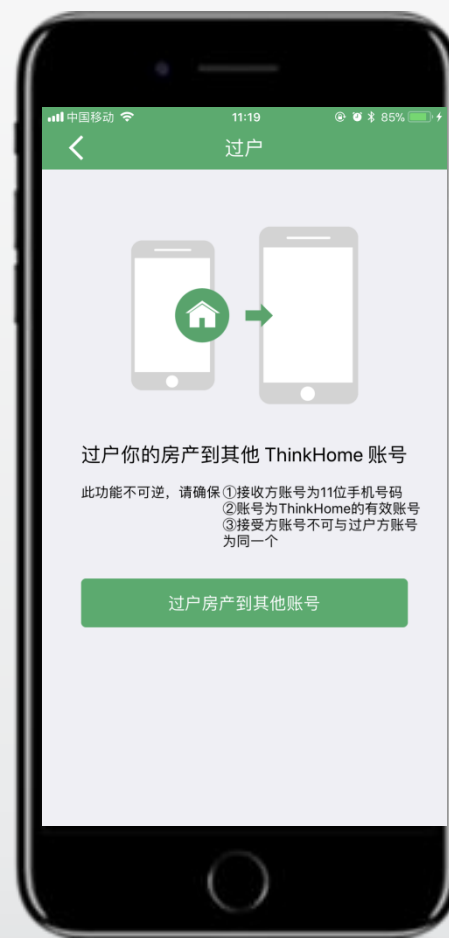 中国移动 11:19 85%
过户
过户你的房产到其他 ThinkHome 账号
此功能不可逆，请确保①接收方账号为11位手机号码
②账号为ThinkHome的有效账号
③接受方账号不可与过户方账号
为同一个
过户房产到其他账号